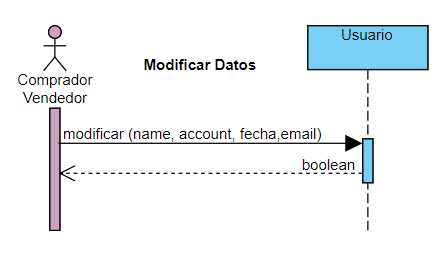 Usuario
Modificar Datos
Comprador
Vendedor
modificar (name, account, fecha,email)
boolean